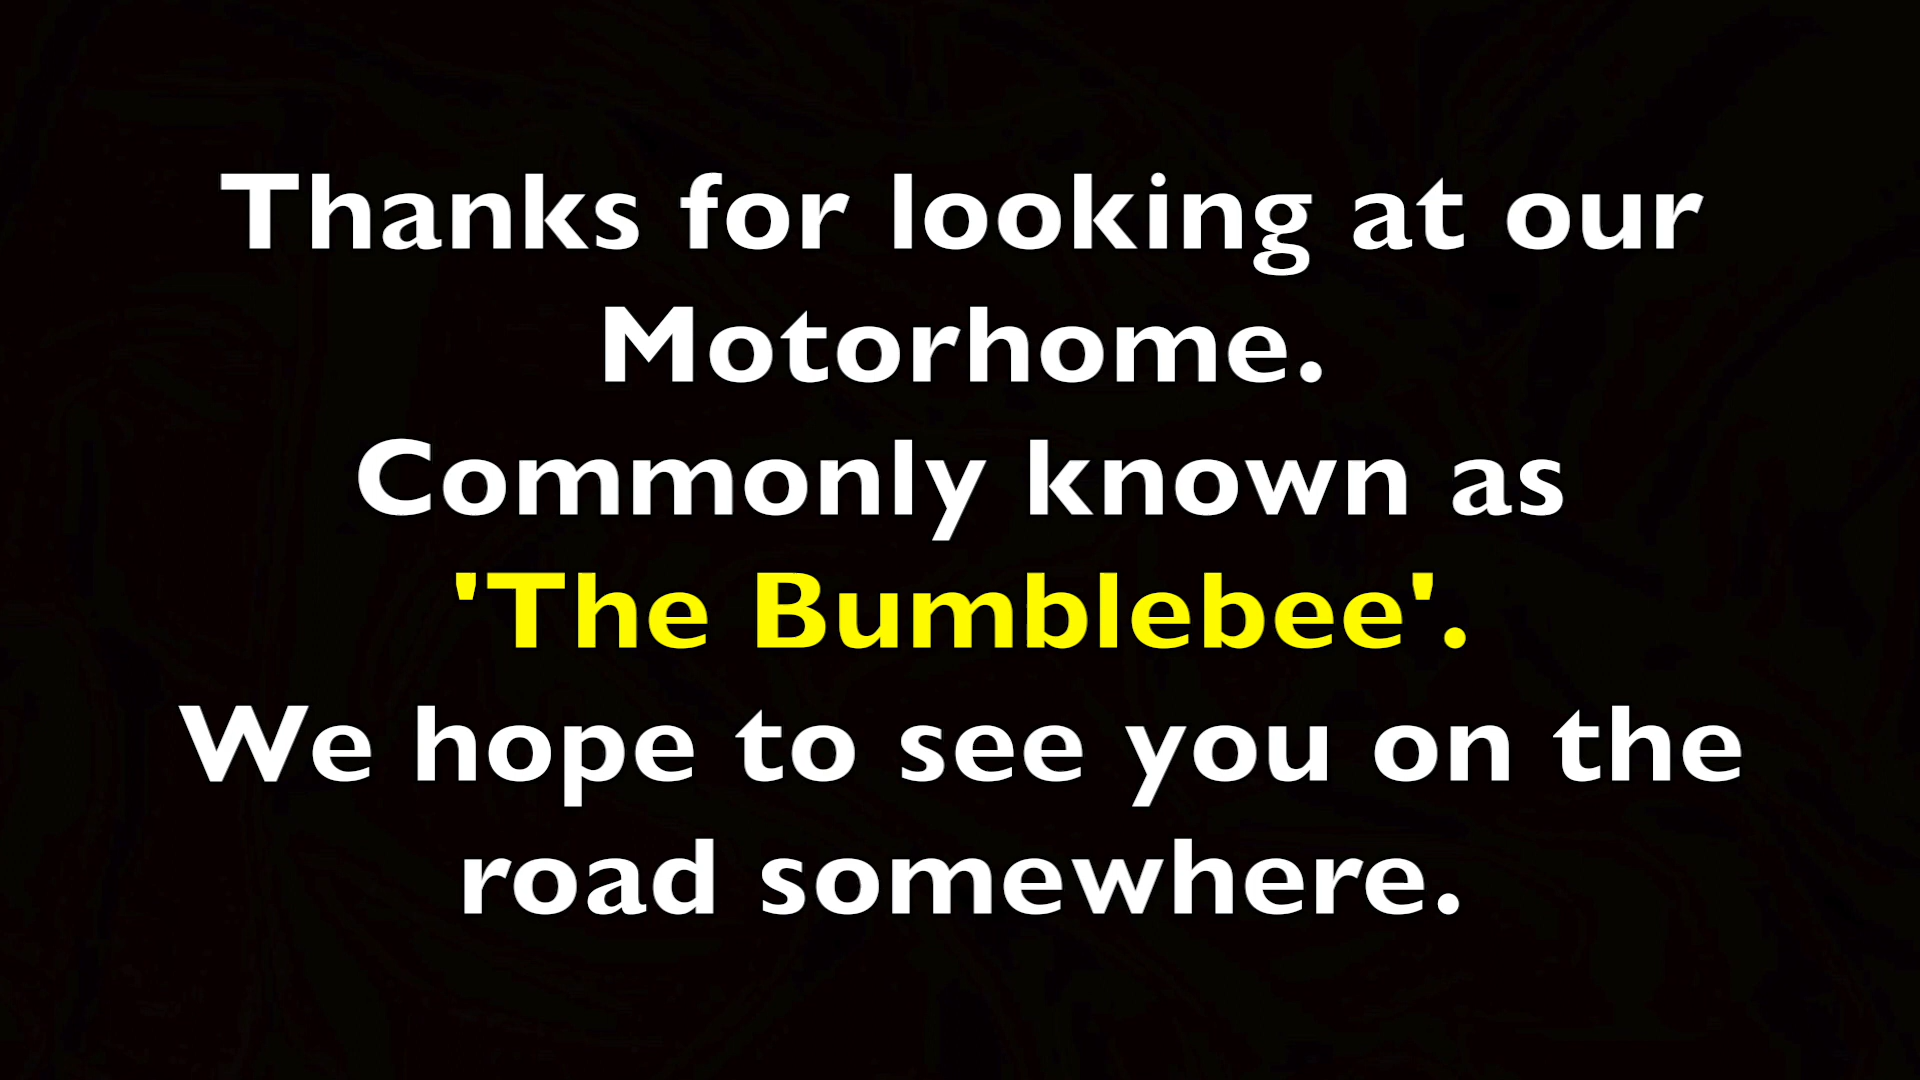 Thanks for looking at our
Motorhome.
Commonly known as
'The Bumblebee'.
We hope to see you on the
road somewhere.